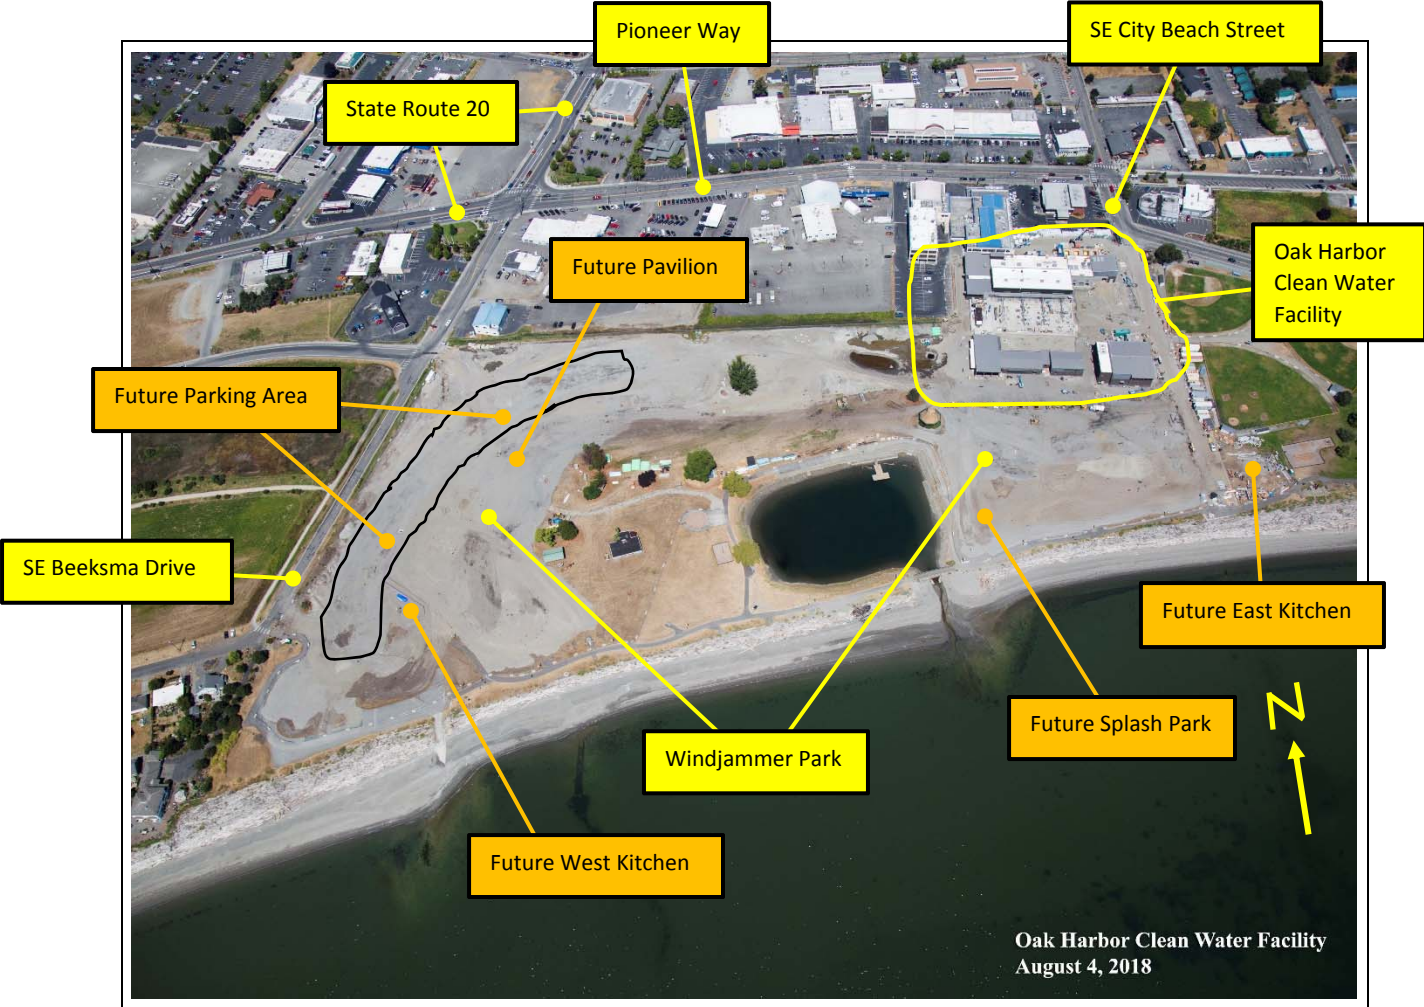 Pioneer Way
SE City Beach Street
State Route 20
Oak Harbor
Clean Water
Facility
Future Pavilion
Future Parking Area
SE Beeksma Drive
Future East Kitchen
Future Splash Park
Windjammer Park
N
Future West Kitchen
Oak Harbor Clean Water Facility
August 4, 2018